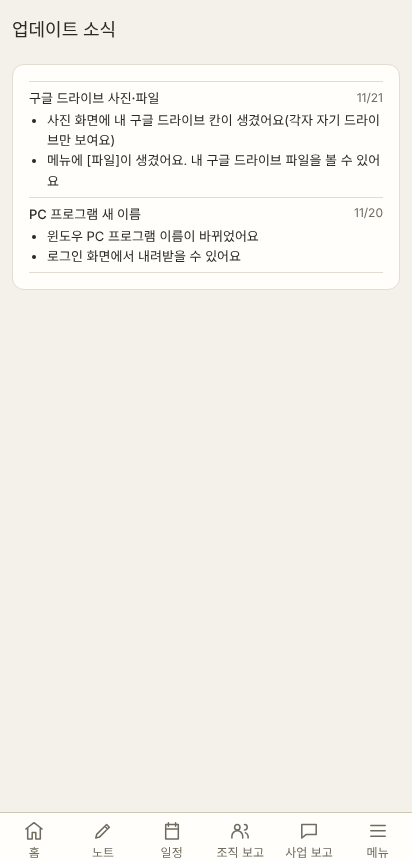 업데이트 소식
구글 드라이브 사진·파일 11/21
• 사진 화면에 내 구글 드라이브 칸이 생겼어요(각자 자기 드라이
브만 보여요)
• 메뉴에 [파일]이 생겼어요. 내 구글 드라이브 파일을 볼 수 있어
요
PC 프로그램 새 이름 11/20
• 윈도우 PC 프로그램 이름이 바뀌었어요
• 로그인 화면에서 내려받을 수 있어요
홈 노트 일정 조직 보고 사업 보고 메뉴